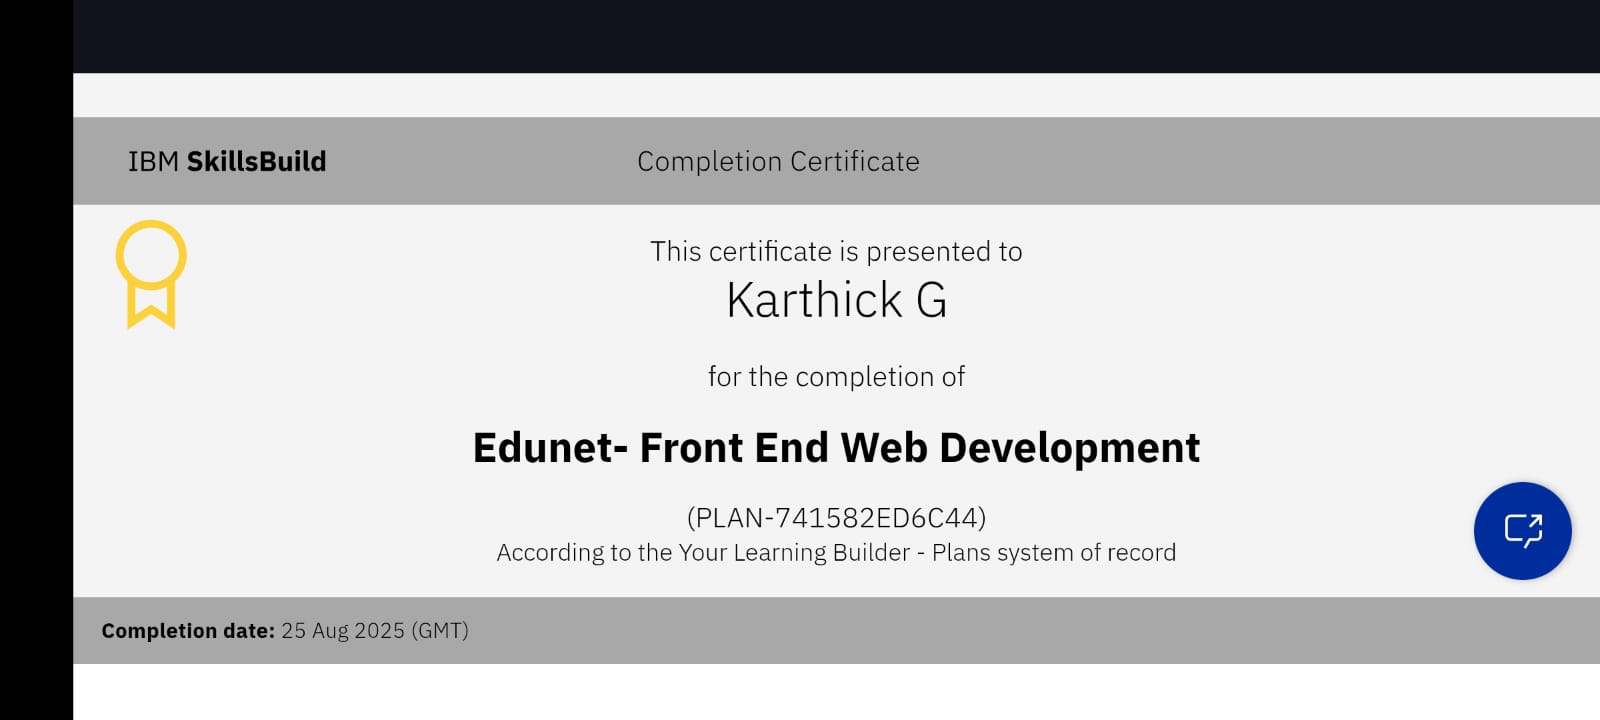 IBM SkillsBuild
Completion Certificate
This certificate is presented to
Karthick G
for the completion of
Edunet- Front End Web Development
(PLAN-741582ED6C44)
According to the Your Learning Builder - Plans system of record
Completion date: 25 Aug 2025 (GMT)